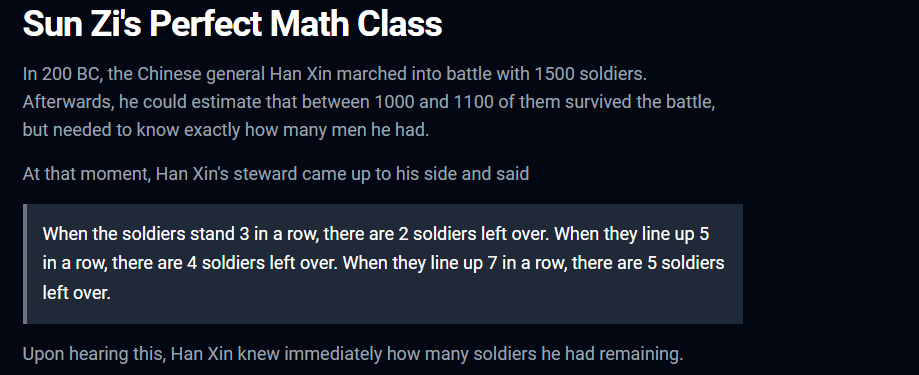 Sun Zi's Perfect Math Class
In 200 BC, the Chinese general Han Xin marched into battle with 1500 soldiers.
Afterwards, he could estimate that between 1000 and 1100 of them survived the battle,
but needed to know exactly how many men he had.
At that moment, Han Xin's steward came up to his side and said
When the soldiers stand 3 in a row, there are 2 soldiers left over. When they line up 5
in a row, there are 4 soldiers left over. When they line up 7 in a row, there are 5 soldiers
left over.
Upon hearing this, Han Xin knew immediately how many soldiers he had remaining.